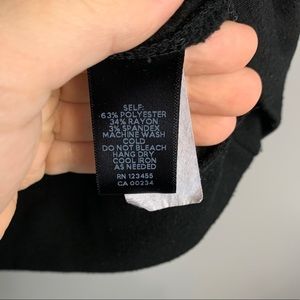 SELF:
63% POLYESTER
34% RAYON
3% SPANDEX
MACHINE WASH
COLD
DO NOT BLEACH
HANG DRY
COOL IRON
AS NEEDED
RN 123455
CA 00234